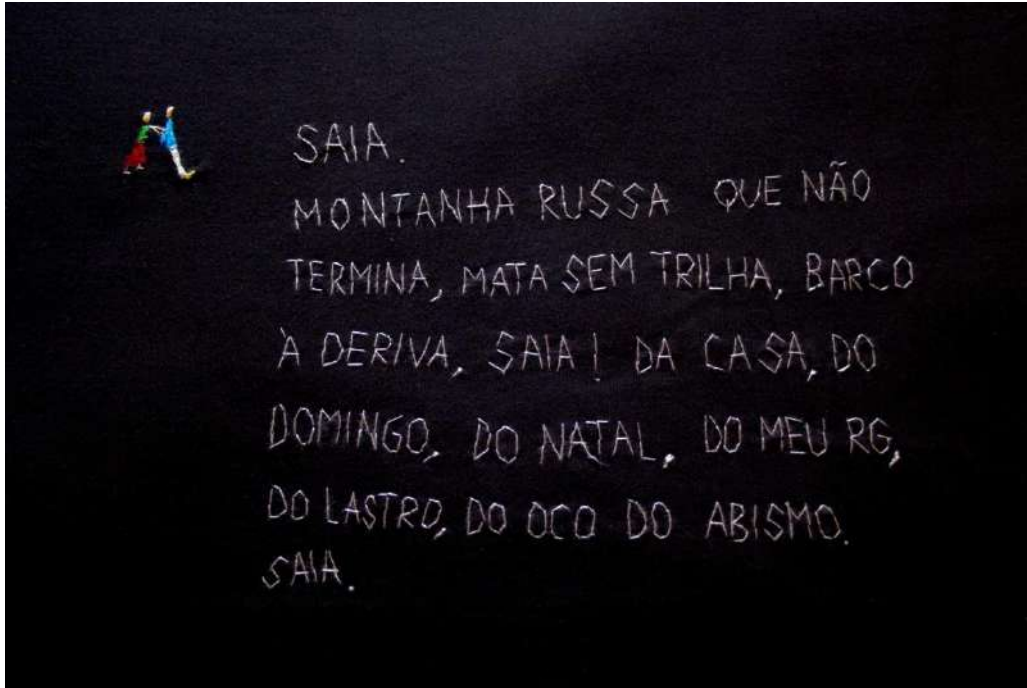 SAIA.
MONTANHA RUSSA QUE NÃO
TERMINA, MATA SEM TRILHA, BARCO
À DERIVA, SAIA! DA CASA, DO
DOMINGO, DO NATAL, DO MEU RG,
DO LASTRO, DO OCO DO ABISMO.
SAIA.